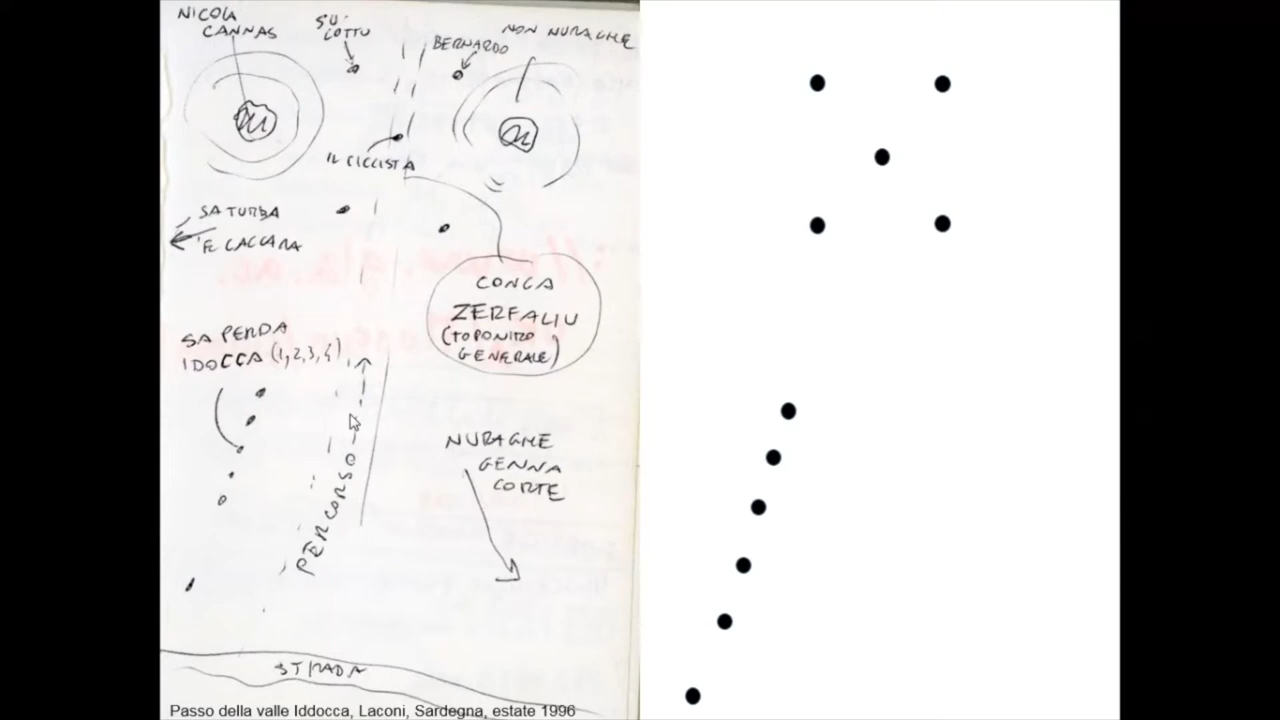 NICOLA
CANNAS
SU
COTTU
BERNARDO
NON NURAGHE
IL CICLISTA
SA TURBA
CONCA
ZERFALIU
(TOPONIMO
GENERALE)
SA PERDA
IDOCCA (1,2,3,4)
PERCORSO
NURAGHE
GENNA
CORTE
STRADA
Passo della valle Iddocca, Laconi, Sardegna, estate 1996